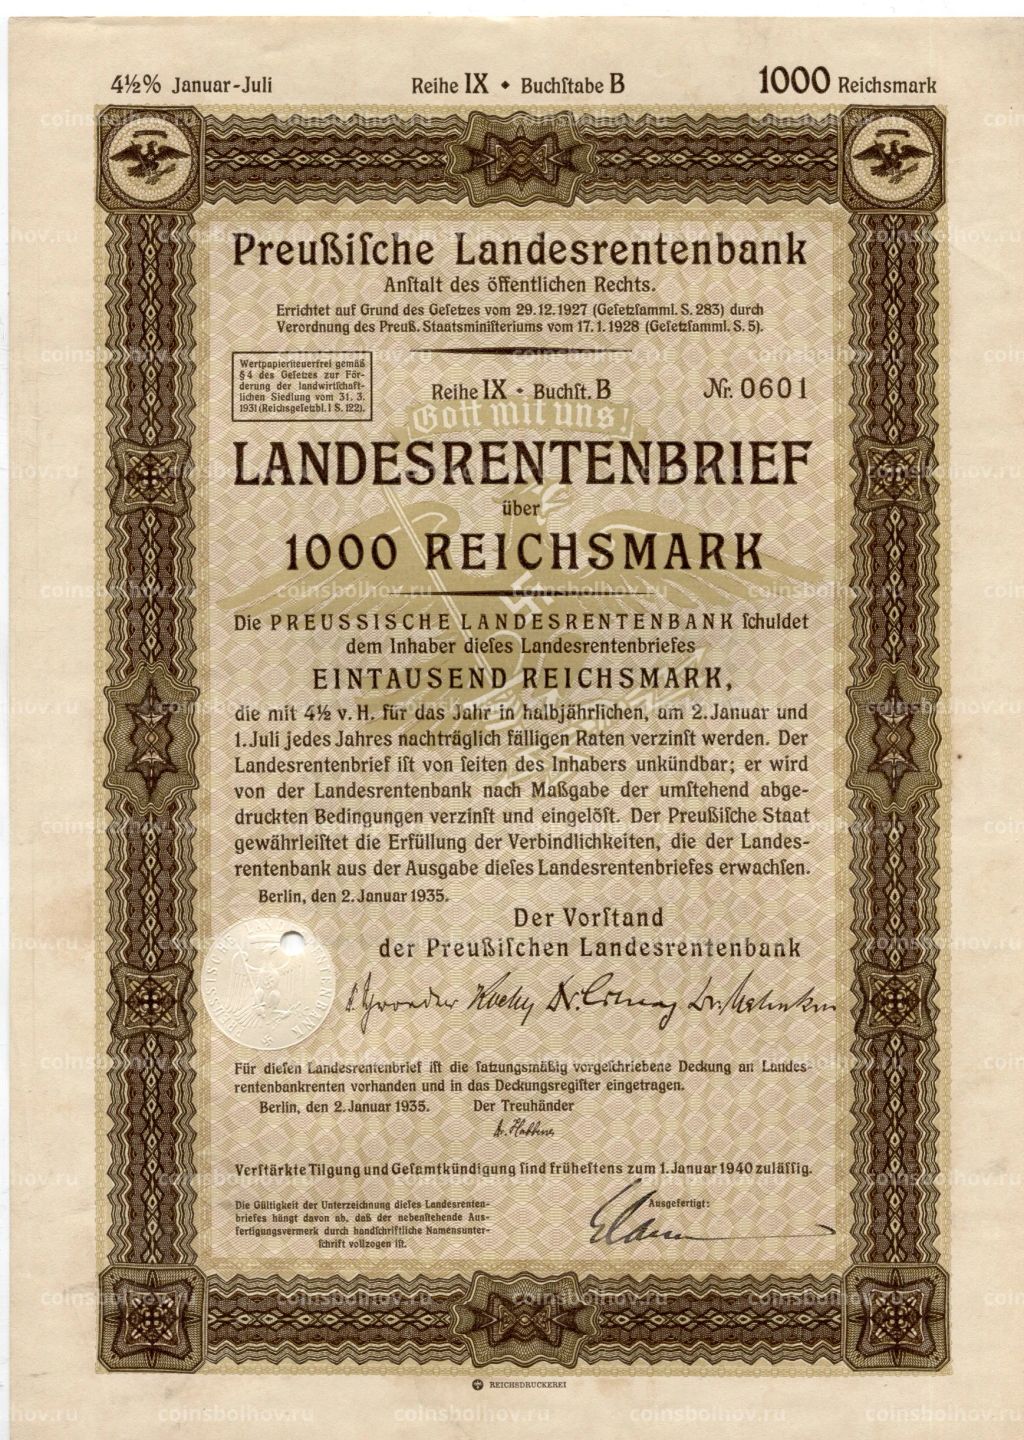 4½% Januar-Juli Reihe IX • Buchſtabe B 1000 Reichsmark
Preußiſche Landesrentenbank
Anſtalt des öffentlichen Rechts.
Errichtet auf Grund des Geſetzes vom 29.12.1927 (Geſetzſamml. S. 283) durch
Verordnung des Preuß. Staatsminiſteriums vom 17.1.1928 (Geſetzſamml. S. 5).
Wertpapierſteuerfrei gemäß
§ 4 des Geſetzes zur För-
derung der landwirtſchaft-
lichen Siedlung vom 31. 3.
1931 (Reichsgeſetzbl. I S. 122).
Reihe IX • Buchſt. B Nr. 0601
Gott mit uns!
LANDESRENTENBRIEF
über
1000 REICHSMARK
Die PREUSSISCHE LANDESRENTENBANK ſchuldet
dem Inhaber dieſes Landesrentenbriefes
EINTAUSEND REICHSMARK,
die mit 4½ v. H. für das Jahr in halbjährlichen, am 2. Januar und
1. Juli jedes Jahres nachträglich fälligen Raten verzinſt werden. Der
Landesrentenbrief iſt von ſeiten des Inhabers unkündbar; er wird
von der Landesrentenbank nach Maßgabe der umſtehend abge-
druckten Bedingungen verzinſt und eingelöſt. Der Preußiſche Staat
gewährleiſtet die Erfüllung der Verbindlichkeiten, die der Landes-
rentenbank aus der Ausgabe dieſes Landesrentenbriefes erwachſen.
Berlin, den 2. Januar 1935.
Der Vorſtand
der Preußiſchen Landesrentenbank
Für dieſen Landesrentenbrief iſt die ſatzungsmäßig vorgeſchriebene Deckung an Landes-
rentenbankrenten vorhanden und in das Deckungsregiſter eingetragen.
Berlin, den 2. Januar 1935. Der Treuhänder
Verſtärkte Tilgung und Geſamtkündigung ſind früheſtens zum 1. Januar 1940 zuläſſig.
Die Gültigkeit der Unterzeichnung dieſes Landesrenten-
briefes hängt davon ab, daß der nebenſtehende Aus-
fertigungsvermerk durch handſchriftliche Namensunter-
ſchrift vollzogen iſt.
Ausgefertigt:
REICHSDRUCKEREI
coinsbolhov.ru